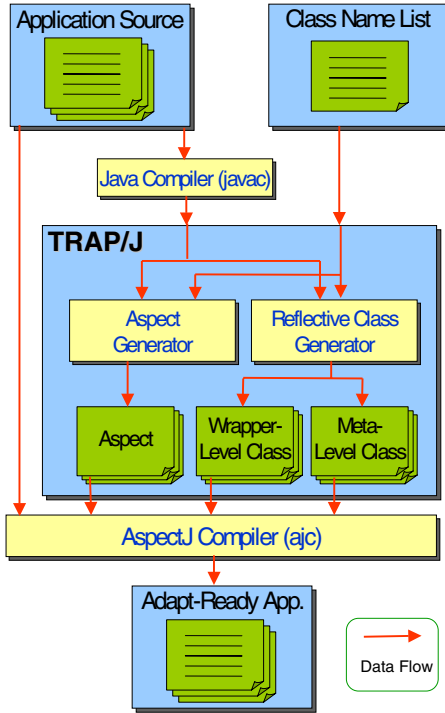 Application Source
Class Name List
Java Compiler (javac)
TRAP/J
Aspect
Generator
Reflective Class
Generator
Aspect
Wrapper-
Level Class
Meta-
Level Class
AspectJ Compiler (ajc)
Adapt-Ready App.
Data Flow